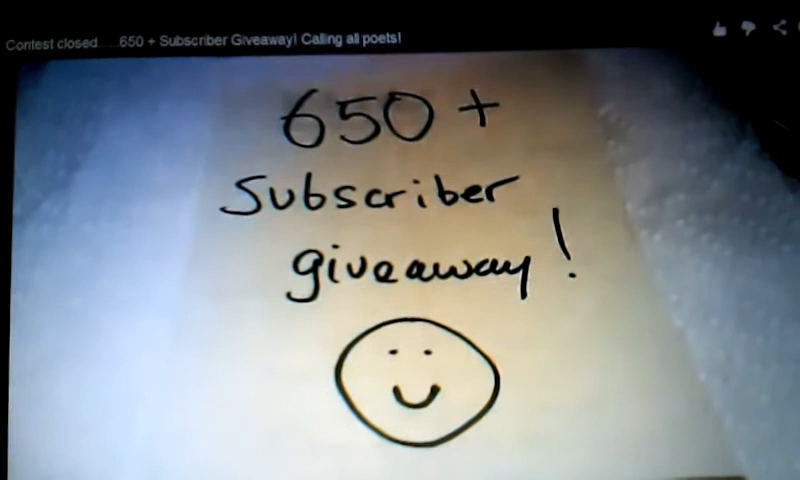 Contest closed.....650 + Subscriber Giveaway! Calling all poets!
650 +
Subscriber
giveaway!